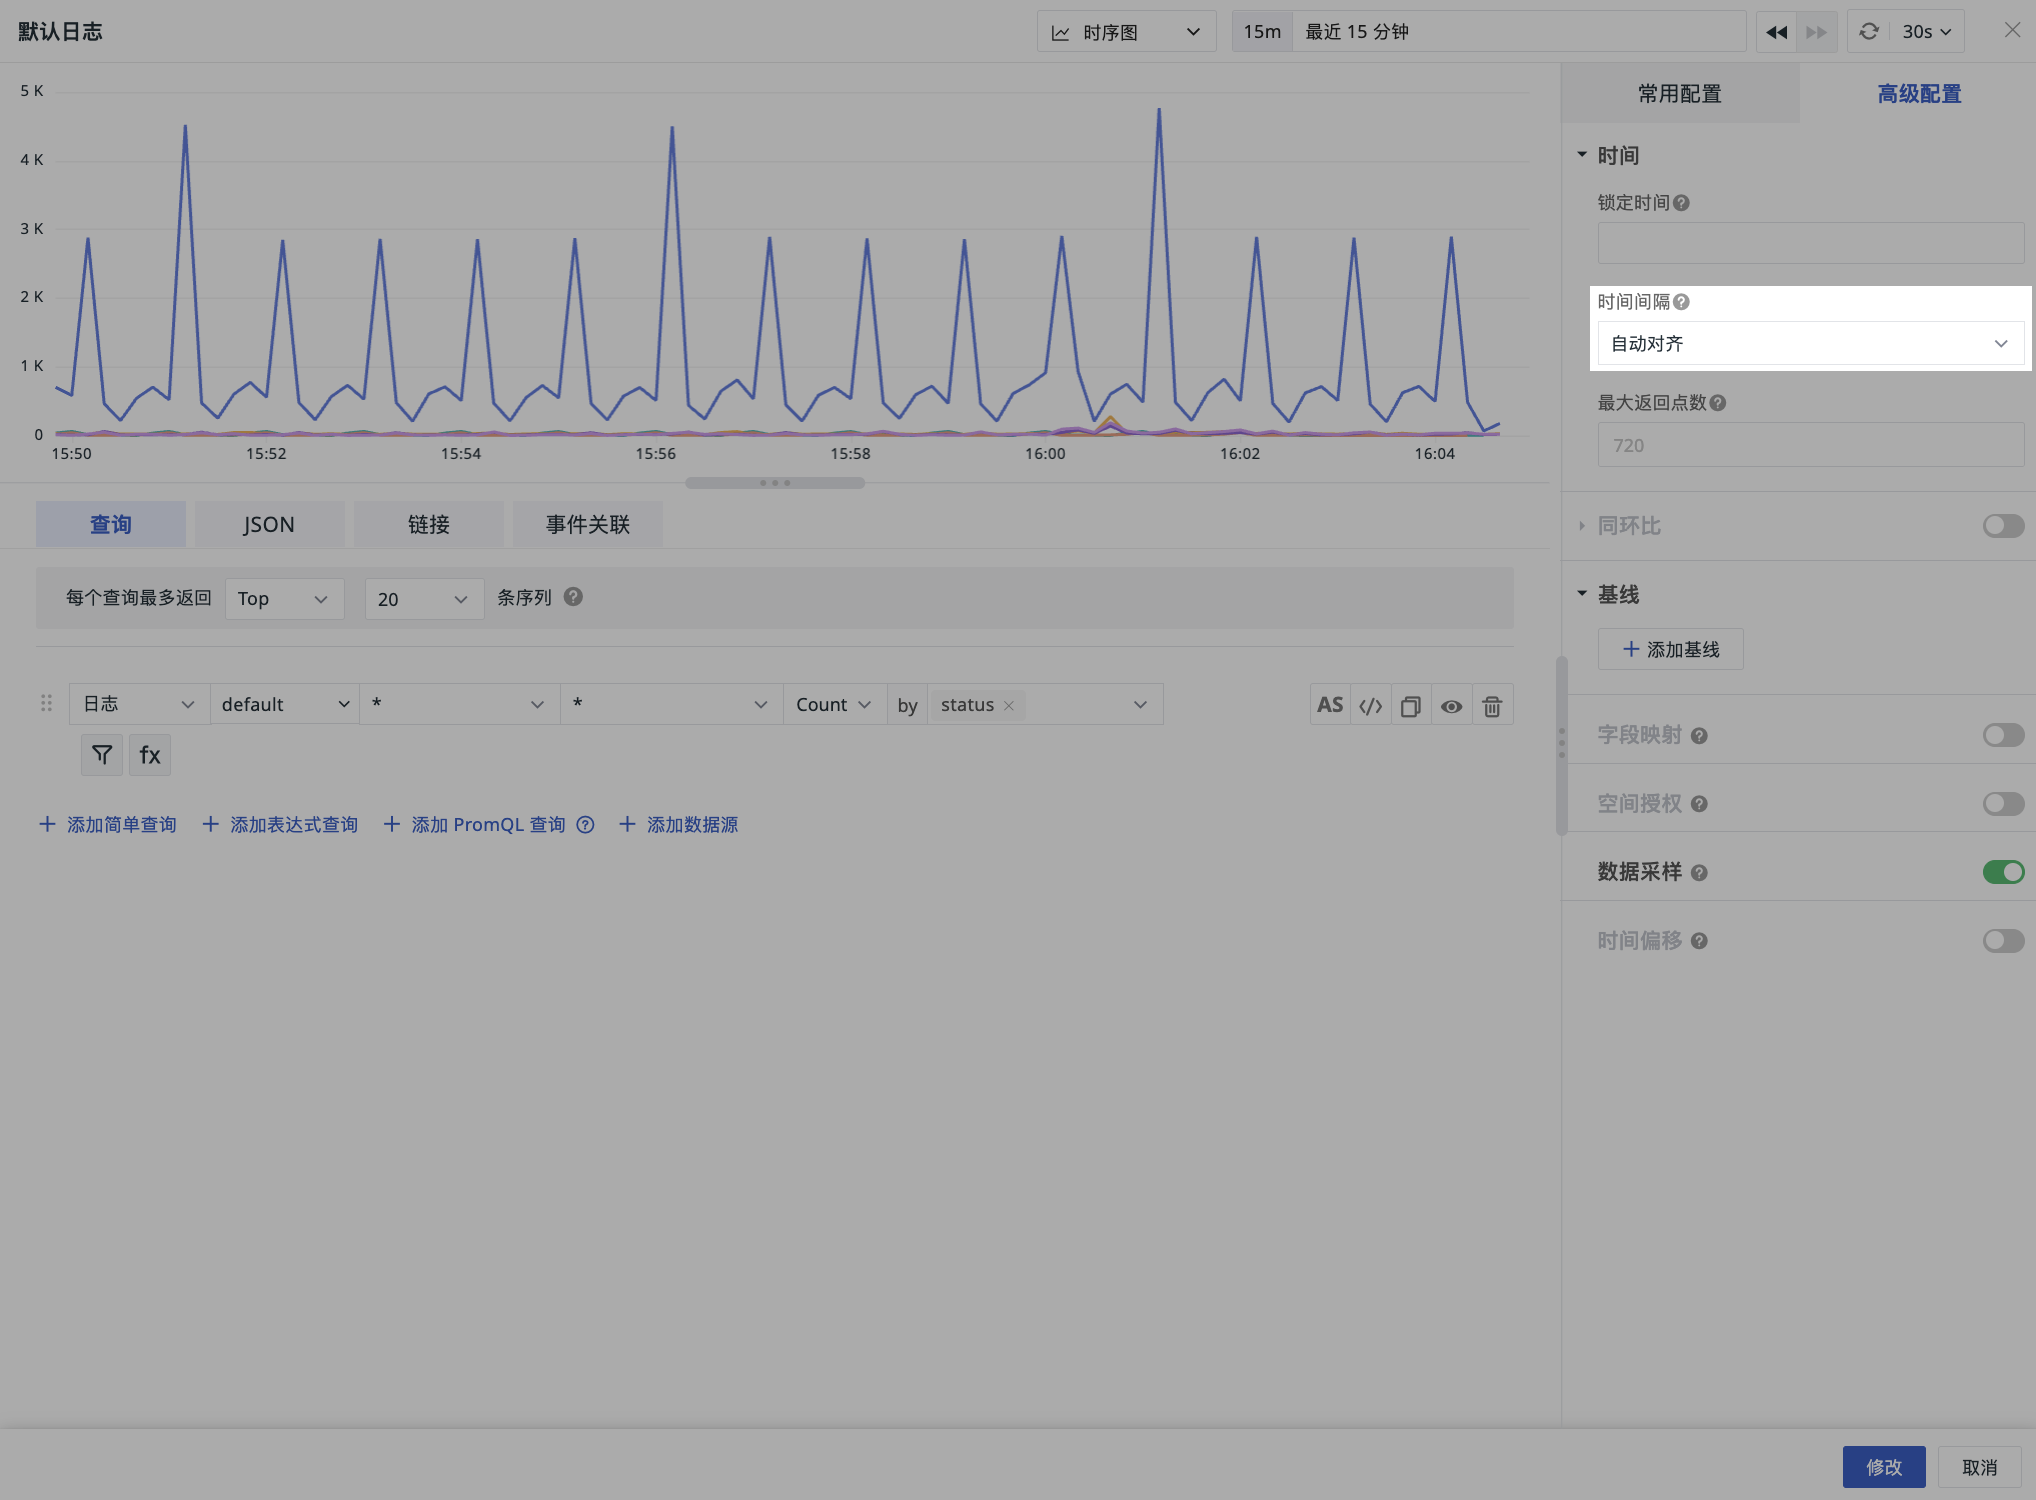 默认日志
时序图
15m 最近 15 分钟
30s
5 K
4 K
3 K
2 K
1 K
0
15:50 15:52 15:54 15:56 15:58 16:00 16:02 16:04
查询 JSON 链接 事件关联
每个查询最多返回 Top 20 条序列
日志 default * * Count by status AS
fx
添加简单查询 添加表达式查询 添加 PromQL 查询 添加数据源
常用配置 高级配置
时间
锁定时间
时间间隔
自动对齐
最大返回点数
720
同环比
基线
添加基线
字段映射
空间授权
数据采样
时间偏移
修改 取消